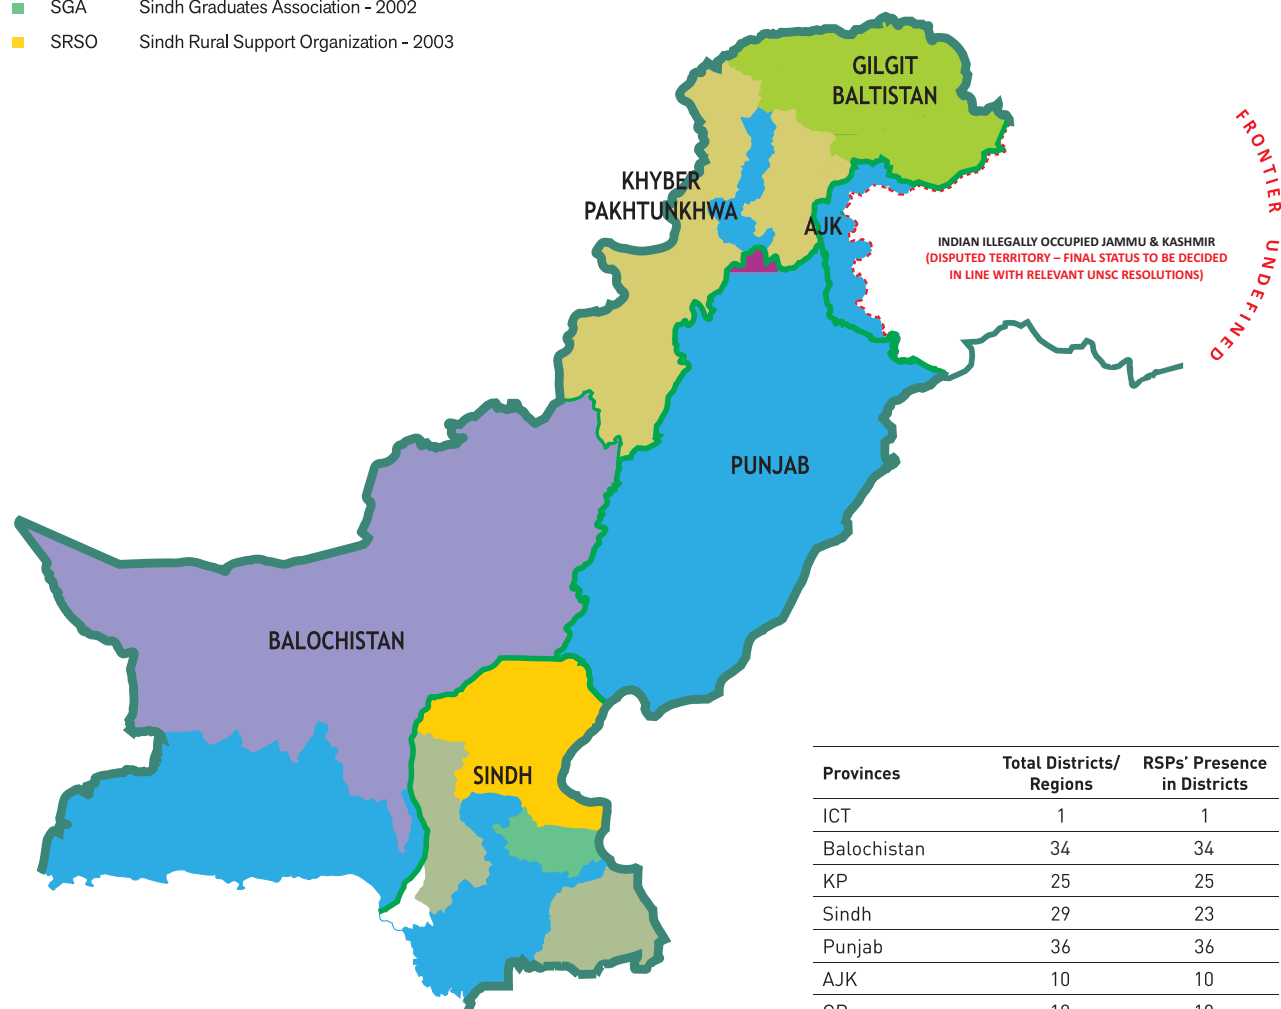 SGA Sindh Graduates Association - 2002
SRSO Sindh Rural Support Organization - 2003
GILGIT
BALTISTAN
FRONTIER UNDEFINED
KHYBER
PAKHTUNKHWA
AJK
INDIAN ILLEGALLY OCCUPIED JAMMU & KASHMIR
(DISPUTED TERRITORY – FINAL STATUS TO BE DECIDED
IN LINE WITH RELEVANT UNSC RESOLUTIONS)
PUNJAB
BALOCHISTAN
SINDH
Provinces Total Districts/ Regions RSPs' Presence in Districts
ICT 1 1
Balochistan 34 34
KP 25 25
Sindh 29 23
Punjab 36 36
AJK 10 10